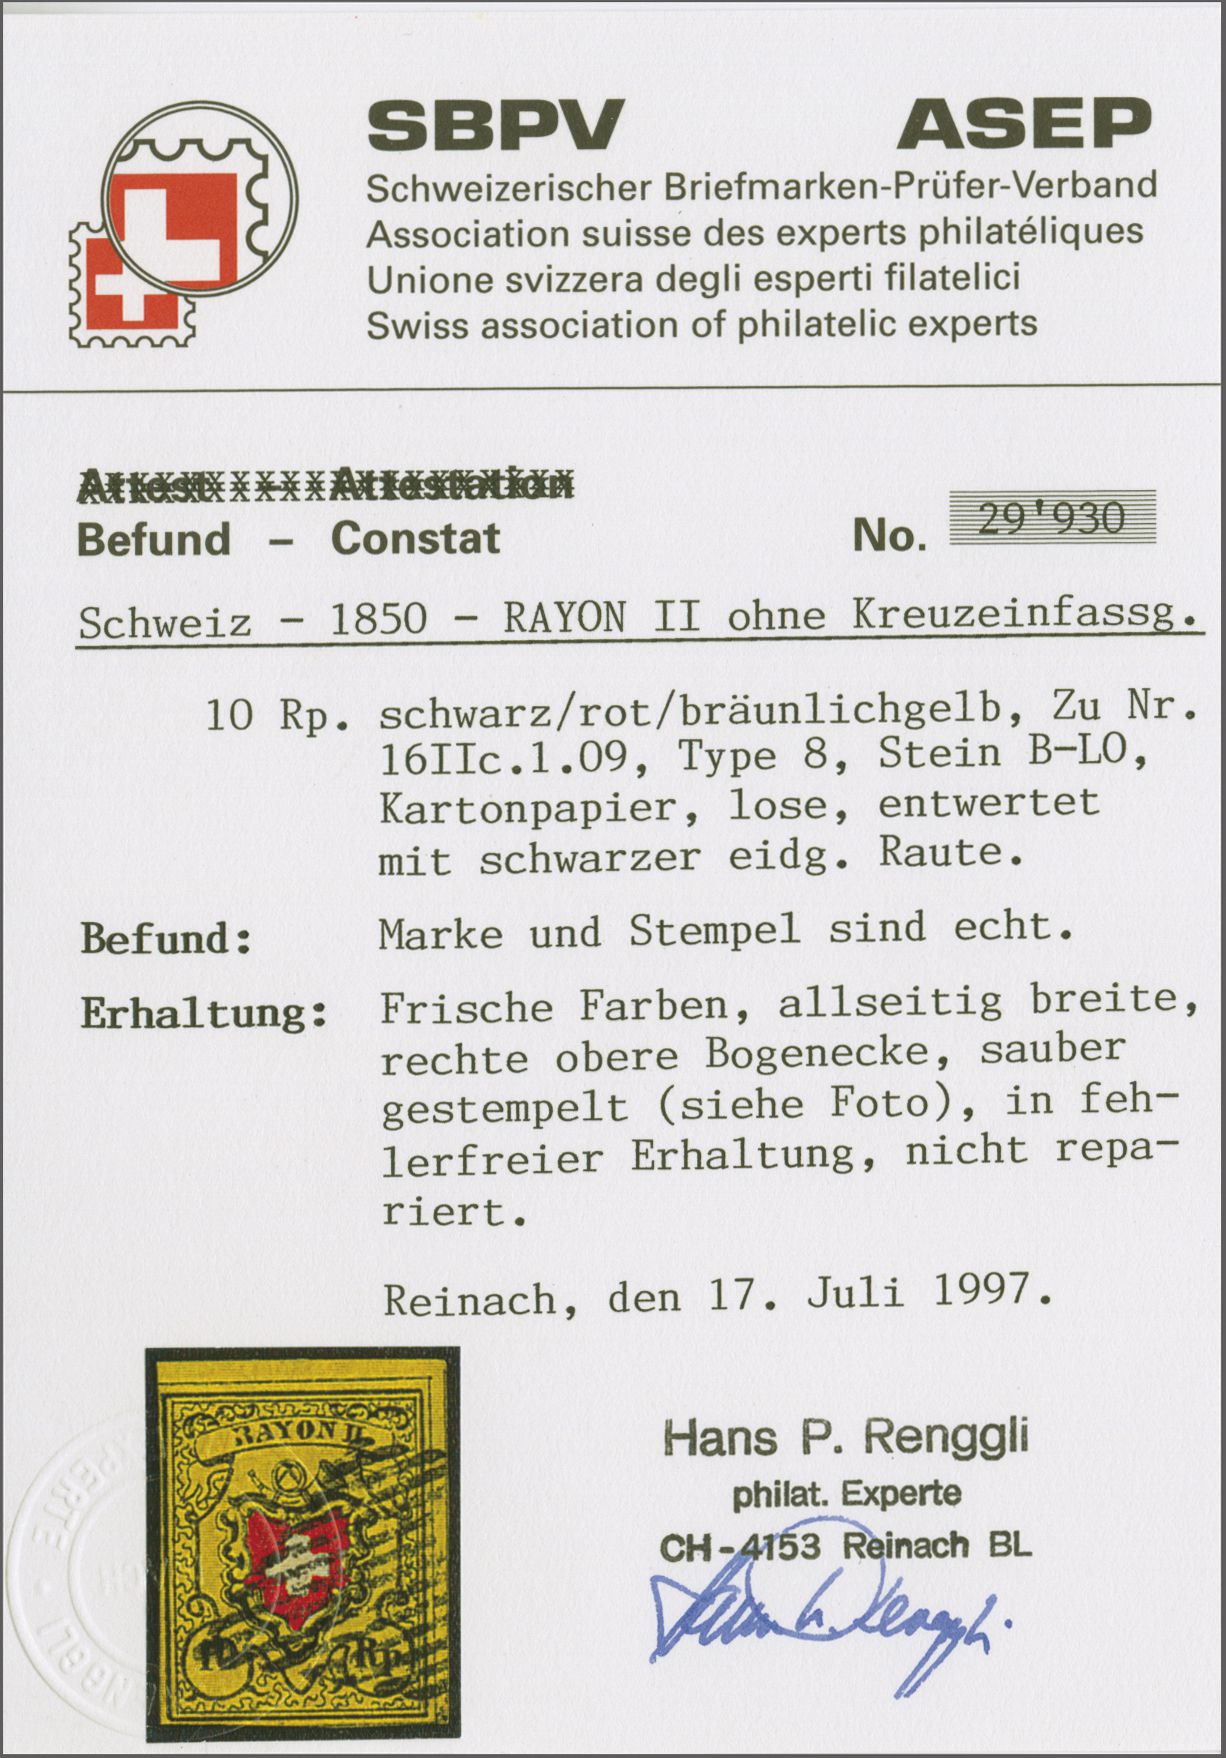 SBPV ASEP
Schweizerischer Briefmarken-Prüfer-Verband
Association suisse des experts philatéliques
Unione svizzera degli esperti filatelici
Swiss association of philatelic experts
Attest – Attestation
Befund – Constat
No. 29'930
Schweiz - 1850 - RAYON II ohne Kreuzeinfassg.
10 Rp. schwarz/rot/bräunlichgelb, Zu Nr.
16IIc.1.09, Type 8, Stein B-LO,
Kartonpapier, lose, entwertet
mit schwarzer eidg. Raute.
Befund: Marke und Stempel sind echt.
Erhaltung: Frische Farben, allseitig breite,
rechte obere Bogenecke, sauber
gestempelt (siehe Foto), in feh-
lerfreier Erhaltung, nicht repa-
riert.
Reinach, den 17. Juli 1997.
RAYON II
10 Rp
Hans P. Renggli
philat. Experte
CH-4153 Reinach BL